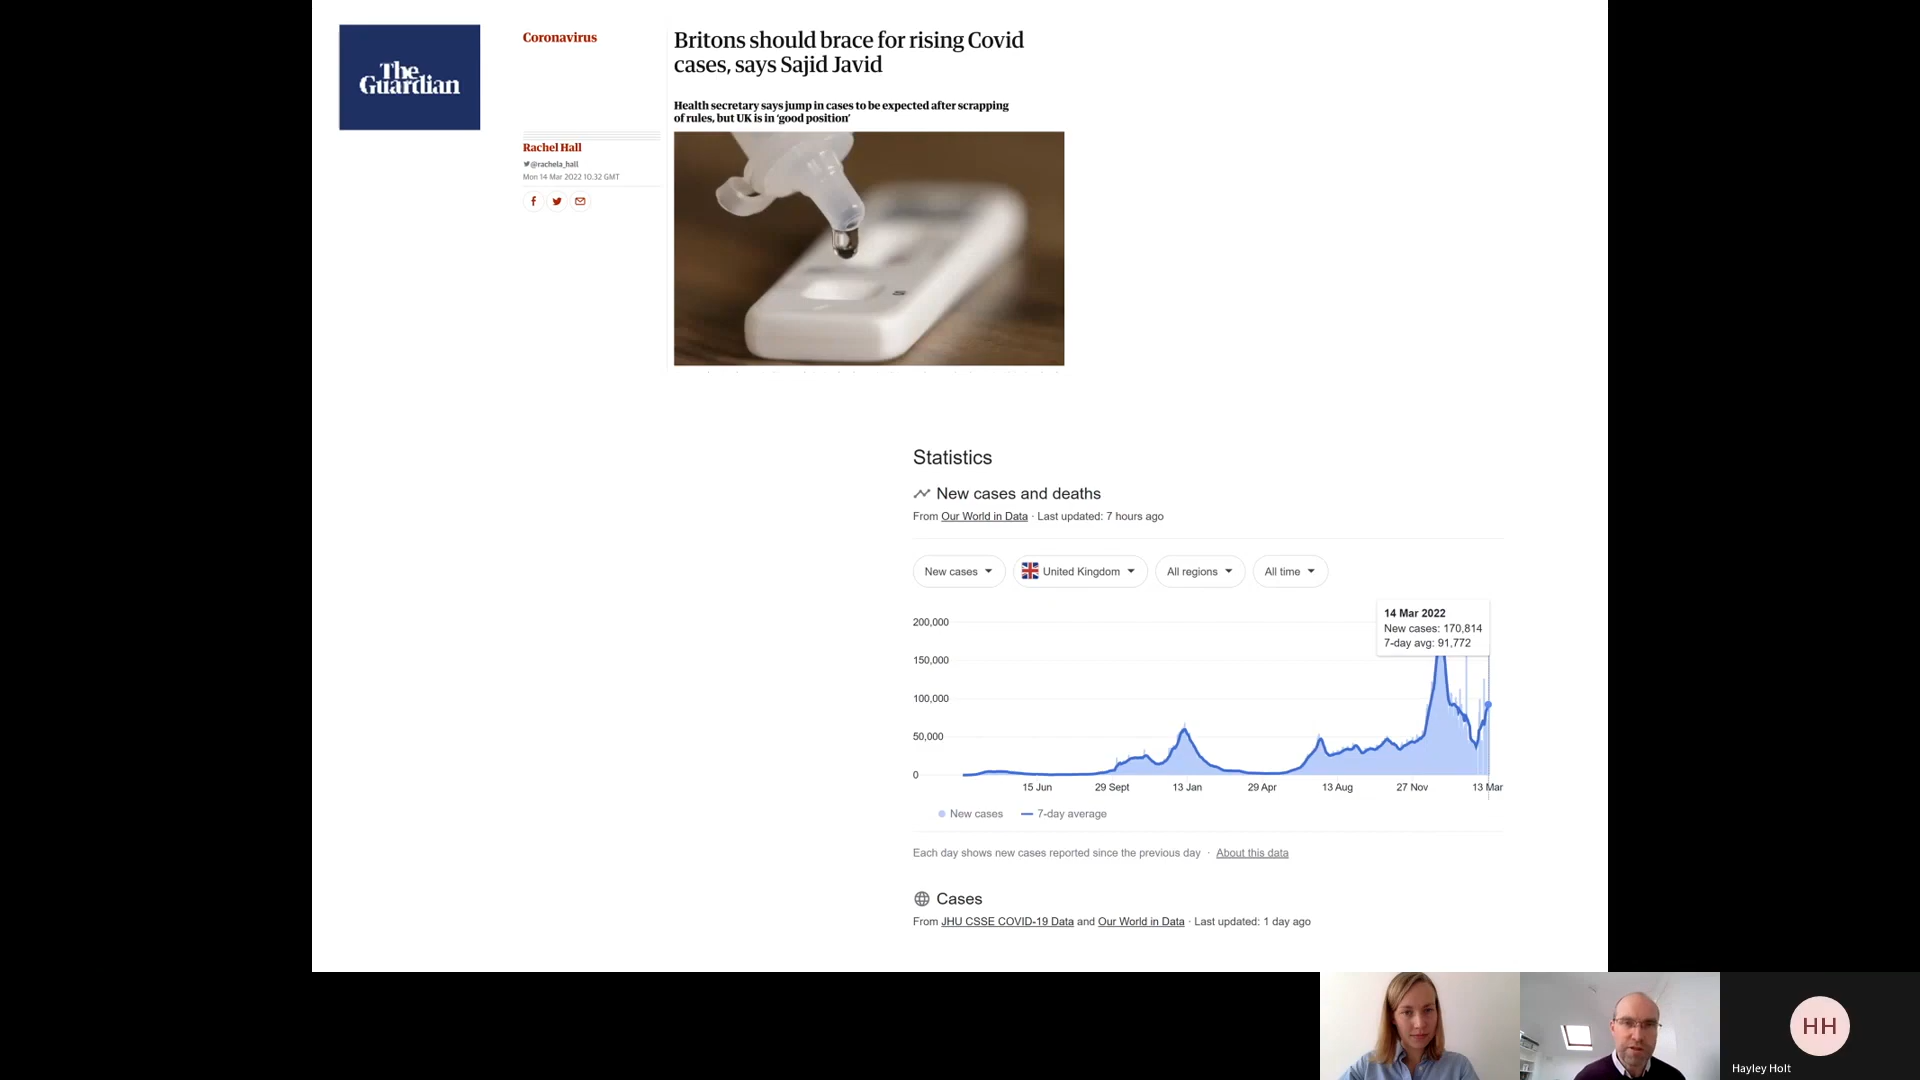 The
Guardian
Coronavirus
Britons should brace for rising Covid
cases, says Sajid Javid
Health secretary says jump in cases to be expected after scrapping
of rules, but UK is in ‘good position’
Rachel Hall
@rachela_hall
Mon 14 Mar 2022 10.32 GMT
Statistics
New cases and deaths
From Our World in Data · Last updated: 7 hours ago
New cases
United Kingdom
All regions
All time
14 Mar 2022
New cases: 170,814
7-day avg: 91,772
200,000
150,000
100,000
50,000
0
15 Jun
29 Sept
13 Jan
29 Apr
13 Aug
27 Nov
13 Mar
New cases
7-day average
Each day shows new cases reported since the previous day · About this data
Cases
From JHU CSSE COVID-19 Data and Our World in Data · Last updated: 1 day ago
HH
Hayley Holt